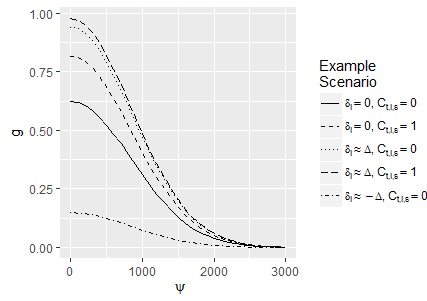 1.00
0.75
0.50
0.25
0.00
g
0 1000 2000 3000
ψ
Example
Scenario
δI = 0, Ct,l,s = 0
δI = 0, Ct,l,s = 1
δI ≈ Δ, Ct,l,s = 0
δI ≈ Δ, Ct,l,s = 1
δI ≈ − Δ, Ct,l,s = 0